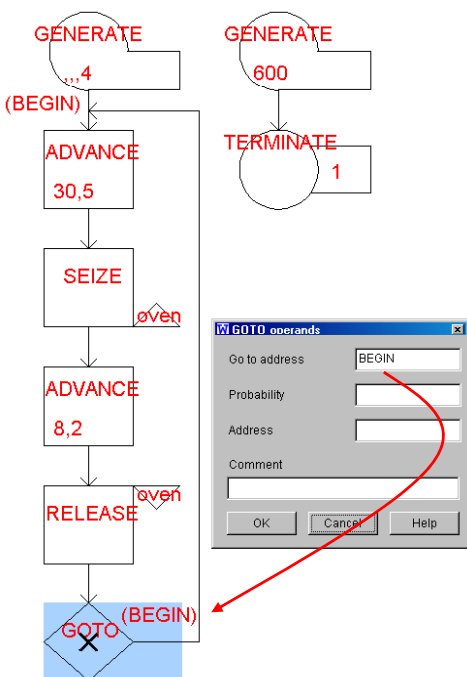 GENERATE
,,,4
(BEGIN)
ADVANCE
30,5
SEIZE
oven
ADVANCE
8,2
oven
RELEASE
(BEGIN)
GOTO
X
GENERATE
600
TERMINATE
1
W GOTO operands
Go to address BEGIN
Probability
Address
Comment
OK Cancel Help